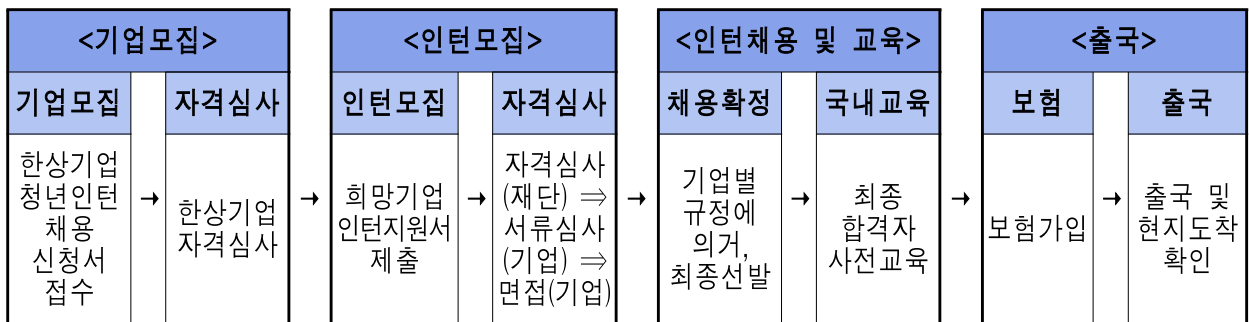 <기업모집>
기업모집 → 자격심사
한상기업
청년인턴
채용
신청서
접수
→
한상기업
자격심사
→
<인턴모집>
인턴모집 → 자격심사
희망기업
인턴지원서
제출
→
자격심사
(재단) ⇒
서류심사
(기업) ⇒
면접(기업)
→
<인턴채용 및 교육>
채용확정
국내교육
기업별
규정에
의거,
최종선발
→
최종
합격자
사전교육
→
<출국>
보험
출국
보험가입
→
출국 및
현지도착
확인